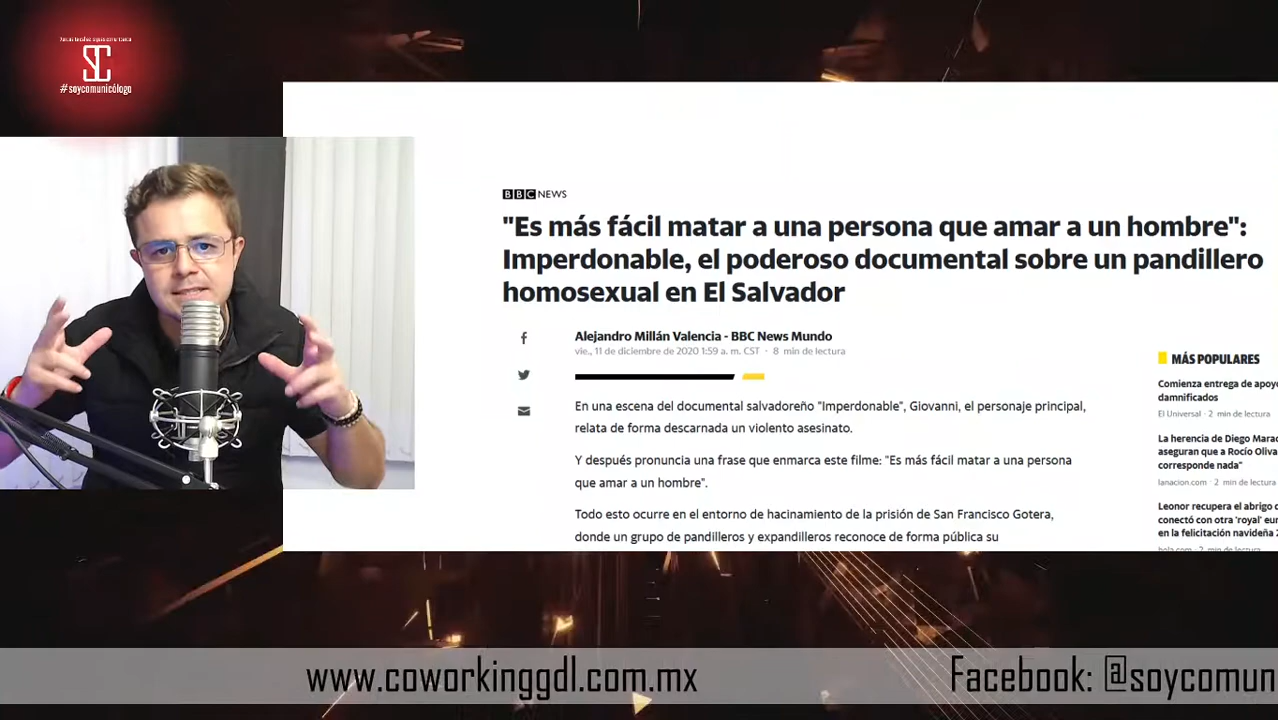 #soycomunicólogo
BBC NEWS
"Es más fácil matar a una persona que amar a un hombre":
Imperdonable, el poderoso documental sobre un pandillero
homosexual en El Salvador
Alejandro Millán Valencia - BBC News Mundo
vie., 11 de diciembre de 2020 1:59 a. m. CST · 8 min de lectura
En una escena del documental salvadoreño "Imperdonable", Giovanni, el personaje principal,
relata de forma descarnada un violento asesinato.
Y después pronuncia una frase que enmarca este filme: "Es más fácil matar a una persona
que amar a un hombre".
Todo esto ocurre en el entorno de hacinamiento de la prisión de San Francisco Gotera,
donde un grupo de pandilleros y expandilleros reconoce de forma pública su
MÁS POPULARES
Comienza entrega de apoyo
damnificados
El Universal · 2 min de lectura
La herencia de Diego Marad
aseguran que a Rocío Oliva
corresponde nada"
lanacion.com · 2 min de lectura
Leonor recupera el abrigo
conectó con otra 'royal' eur
en la felicitación navideña 2
hola.com · 2 min de lectura
www.coworkinggdl.com.mx
Facebook: @soycomun